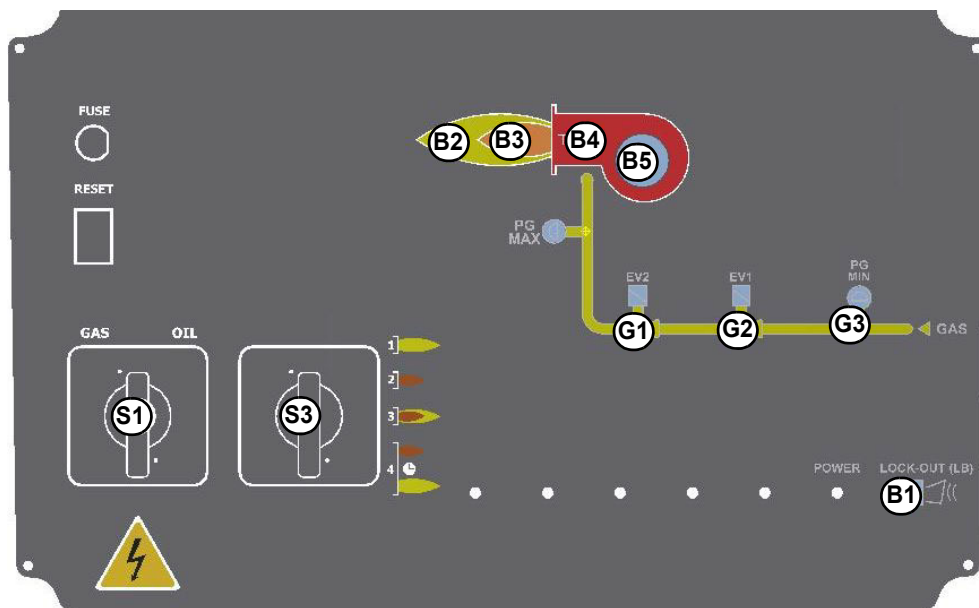 FUSE
B2
B3
B4
B5
RESET
PG
MAX
EV2
EV1
PG
MIN
G1
G2
G3
GAS
GAS OIL
S1
S3
1
2
3
4
POWER
LOCK-OUT (LB)
B1